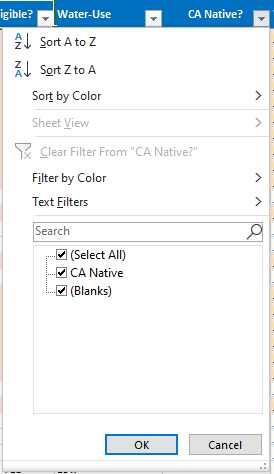 igible? Water-Use CA Native?
Sort A to Z
Sort Z to A
Sort by Color
Sheet View
Clear Filter From "CA Native?"
Filter by Color
Text Filters
Search
(Select All)
CA Native
(Blanks)
OK Cancel